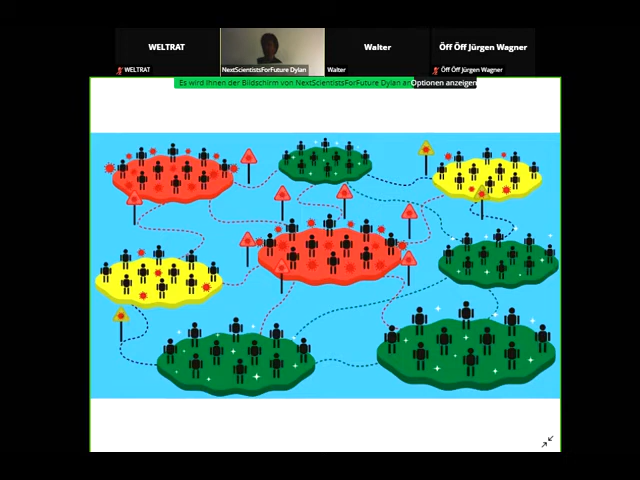 WELTRAT
Walter
Öff Öff Jürgen Wagner
WELTRAT
NextScientistsForFuture Dylan
Walter
Öff Öff Jürgen Wagner
Es wird Ihnen der Bildschirm von NextScientistsForFuture Dylan an
Optionen anzeigen